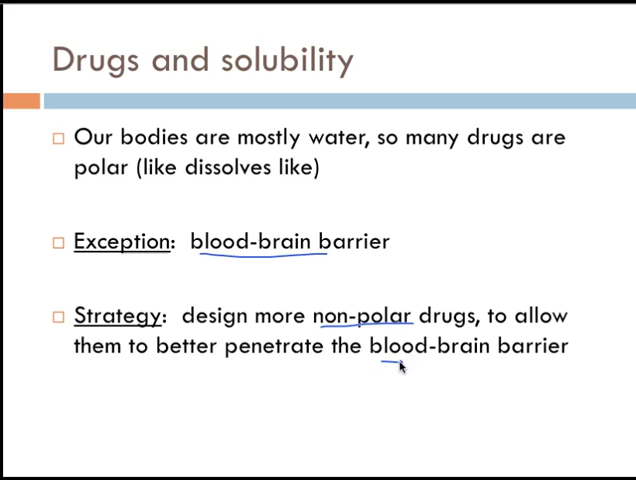 Drugs and solubility
Our bodies are mostly water, so many drugs are
polar (like dissolves like)
Exception: blood-brain barrier
Strategy: design more non-polar drugs, to allow
them to better penetrate the blood-brain barrier